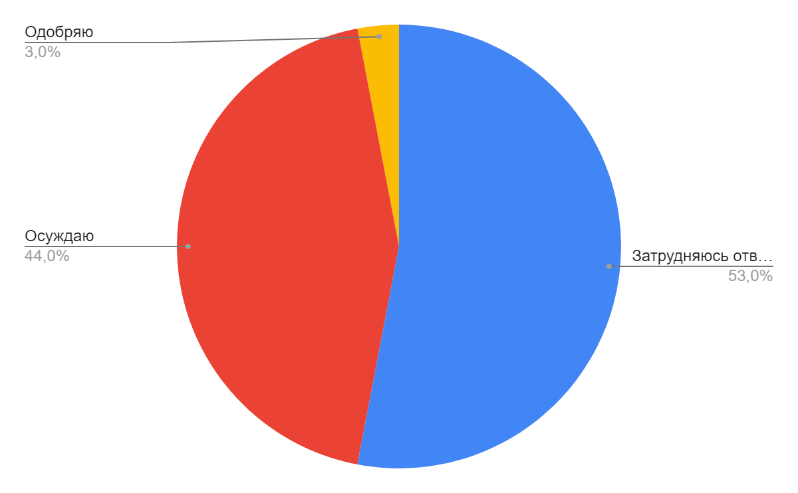 Одобряю
3,0%
Осуждаю
44,0%
Затрудняюсь отв…
53,0%